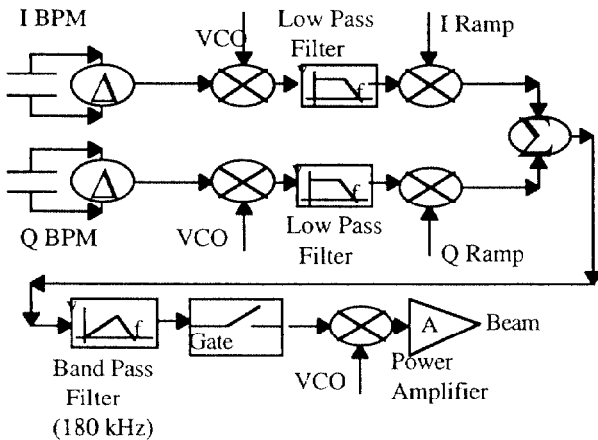 I BPM
VCO
Low Pass
Filter
I Ramp
Δ
v
f
Σ
Δ
v
f
Q BPM
VCO
Low Pass
Filter
Q Ramp
v
f
Gate
A
Beam
Band Pass
Filter
(180 kHz)
VCO
Power
Amplifier